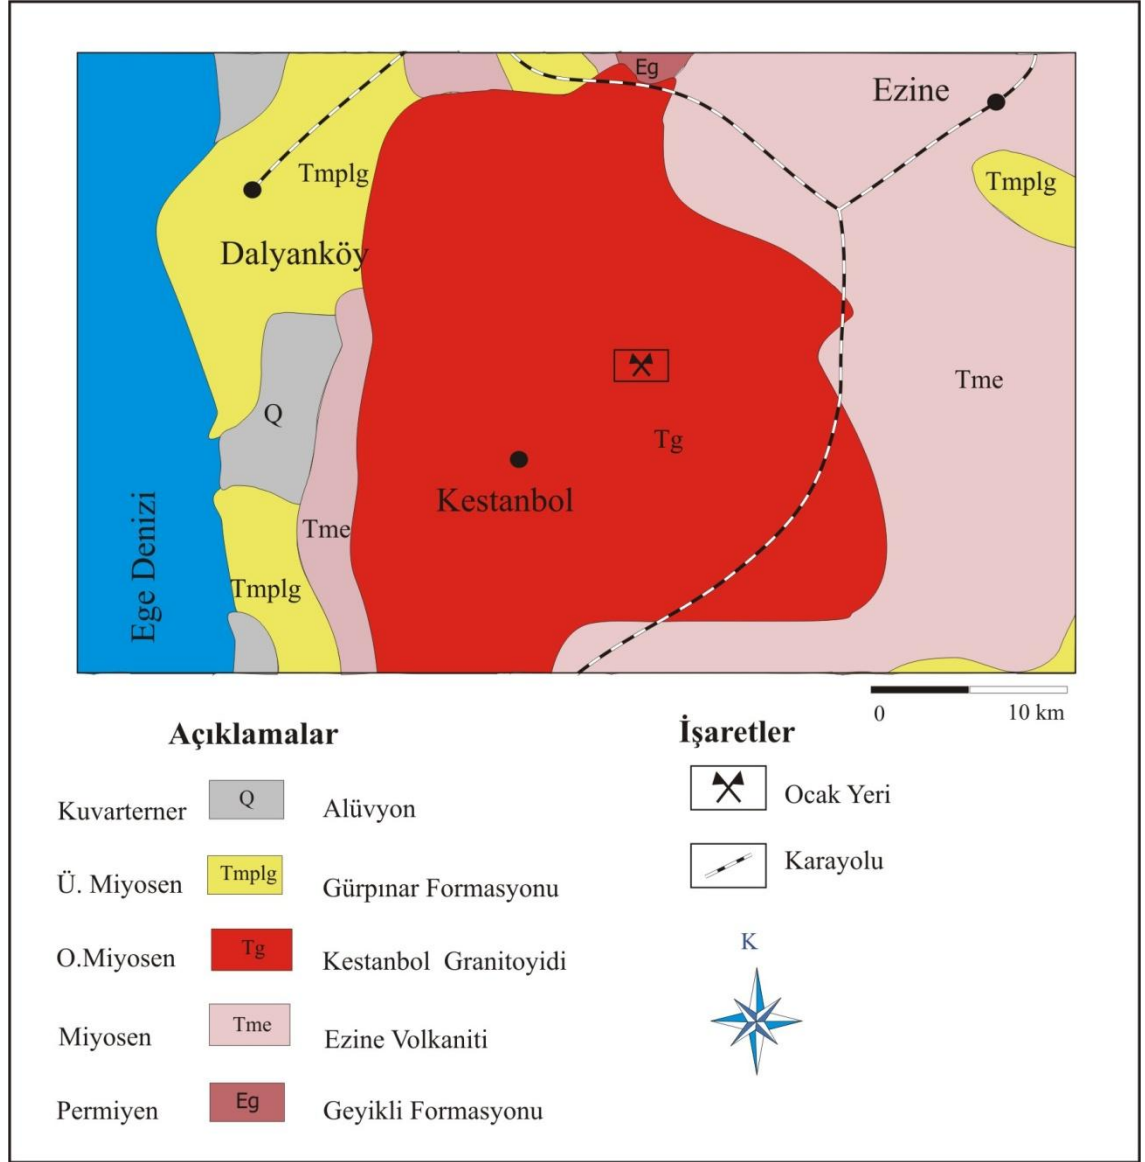 Eg
Ezine
Tmplg
Tmplg
Dalyanköy
Tme
Q
Tg
Kestanbol
Ege Denizi
Tme
Tmplg
0 10 km
Açıklamalar
Kuvarterner Q Alüvyon
Ü. Miyosen Tmplg Gürpınar Formasyonu
O.Miyosen Tg Kestanbol Granitoyidi
Miyosen Tme Ezine Volkaniti
Permiyen Eg Geyikli Formasyonu
İşaretler
Ocak Yeri
Karayolu
K